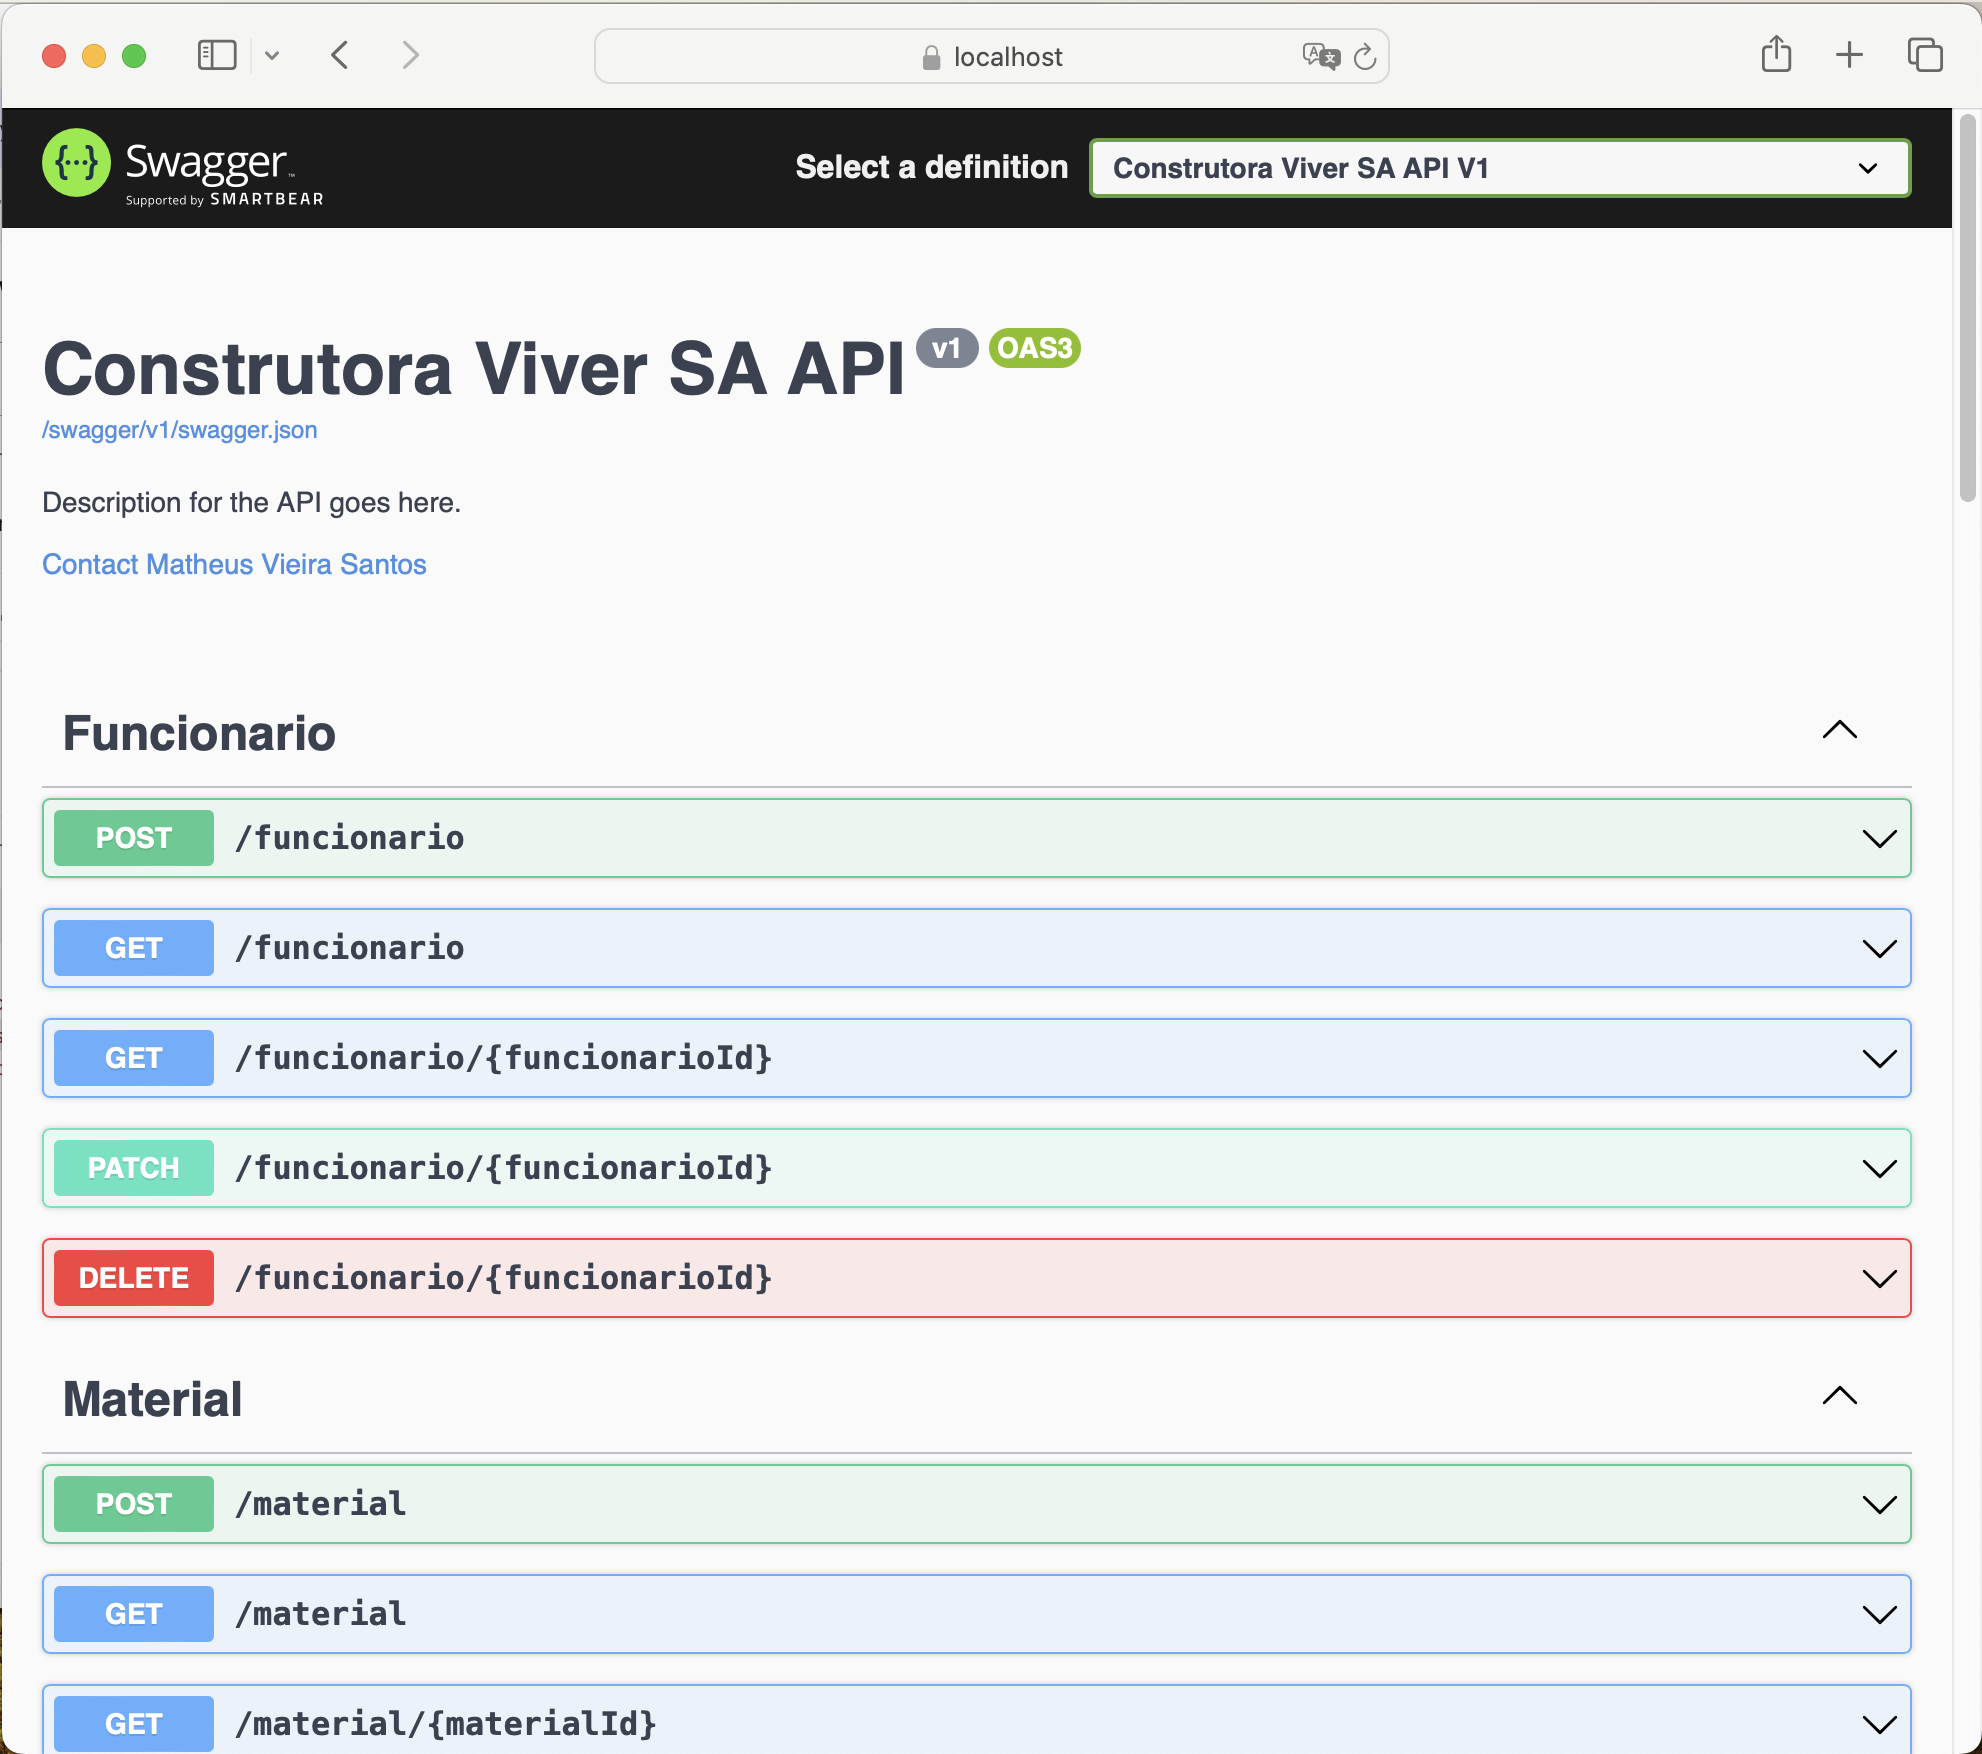 localhost
{...} Swagger
Supported by SMARTBEAR
Select a definition
Construtora Viver SA API V1
Construtora Viver SA API v1 OAS3
/swagger/v1/swagger.json
Description for the API goes here.
Contact Matheus Vieira Santos
Funcionario
POST /funcionario
GET /funcionario
GET /funcionario/{funcionarioId}
PATCH /funcionario/{funcionarioId}
DELETE /funcionario/{funcionarioId}
Material
POST /material
GET /material
GET /material/{materialId}